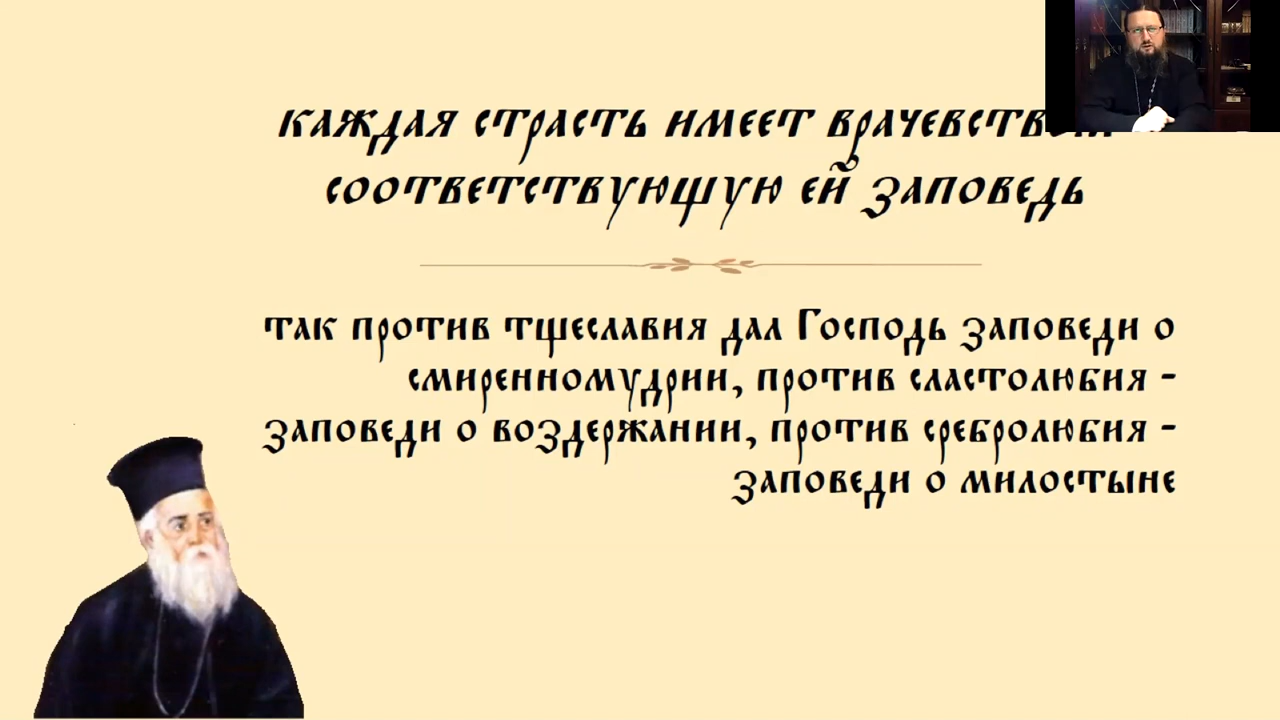 каждая страсть имеет
соответствующую ей заповедь
так против тщеславия дал Господь заповеди о
смиренномудрии, против сластолюбия -
заповеди о воздержании, против сребролюбия -
заповеди о милостыне